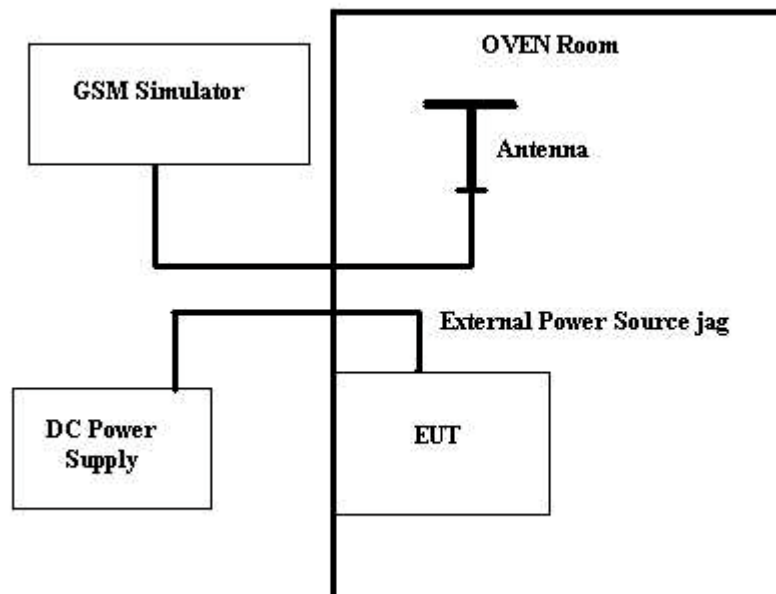 OVEN Room
GSM Simulator
Antenna
External Power Source jag
DC Power
Supply
EUT